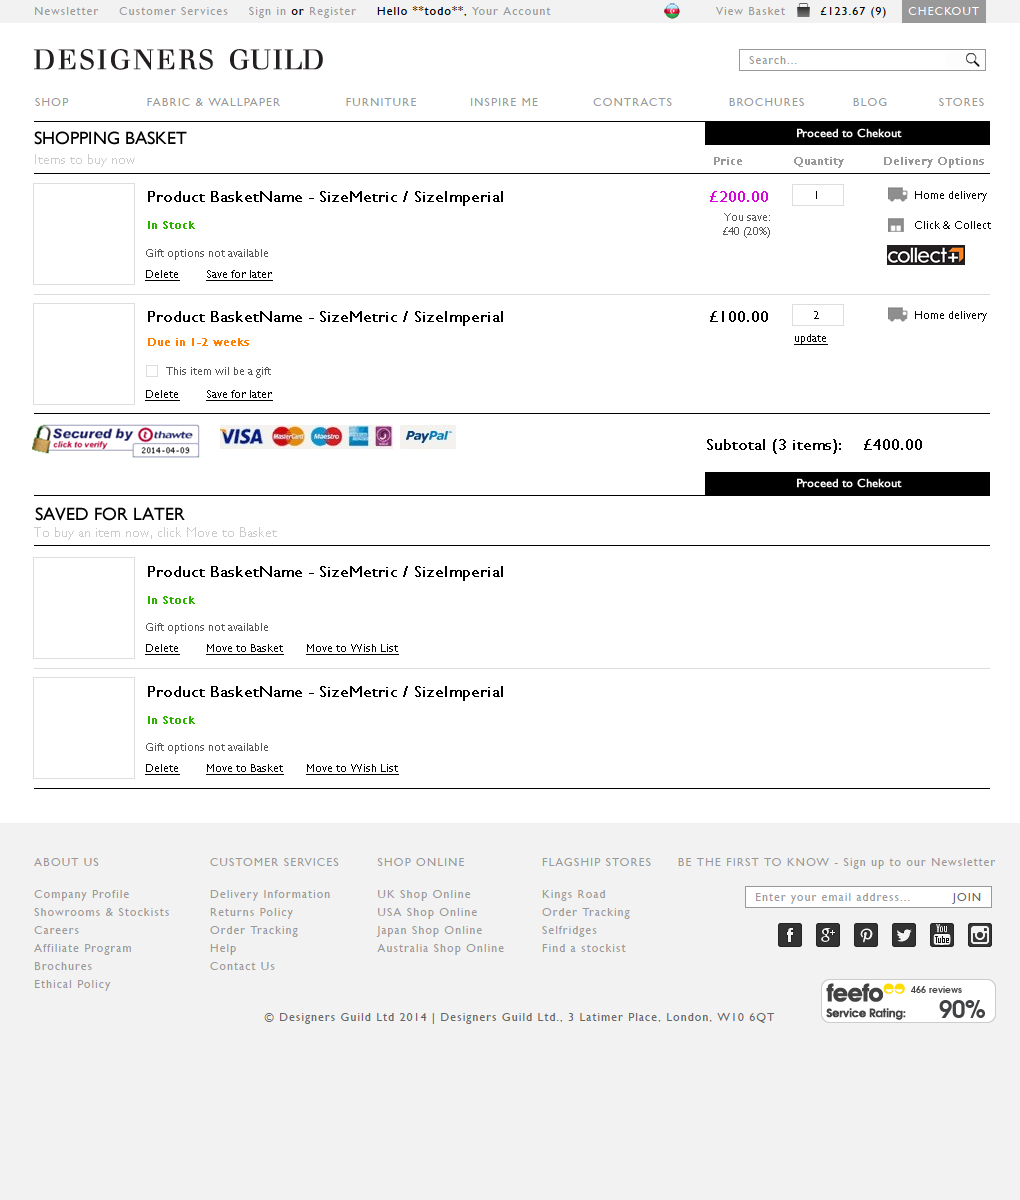 Newsletter Customer Services Sign in or Register Hello **todo**, Your Account View Basket £123.67 (9) CHECKOUT
DESIGNERS GUILD
Search...
SHOP FABRIC & WALLPAPER FURNITURE INSPIRE ME CONTRACTS BROCHURES BLOG STORES
SHOPPING BASKET
Proceed to Chekout
Items to buy now
Price Quantity Delivery Options
Product BasketName - SizeMetric / SizeImperial
£200.00
1
Home delivery
In Stock
You save:
£40 (20%)
Click & Collect
Gift options not available
collect+
Delete Save for later
Product BasketName - SizeMetric / SizeImperial
£100.00
2
Home delivery
Due in 1-2 weeks
update
This item wil be a gift
Delete Save for later
Secured by thawte
click to verify
2014-04-09
VISA MasterCard Maestro AMERICAN EXPRESS PayPal
Subtotal (3 items): £400.00
Proceed to Chekout
SAVED FOR LATER
To buy an item now, click Move to Basket
Product BasketName - SizeMetric / SizeImperial
In Stock
Gift options not available
Delete Move to Basket Move to Wish List
Product BasketName - SizeMetric / SizeImperial
In Stock
Gift options not available
Delete Move to Basket Move to Wish List
ABOUT US
Company Profile
Showrooms & Stockists
Careers
Affiliate Program
Brochures
Ethical Policy
CUSTOMER SERVICES
Delivery Information
Returns Policy
Order Tracking
Help
Contact Us
SHOP ONLINE
UK Shop Online
USA Shop Online
Japan Shop Online
Australia Shop Online
FLAGSHIP STORES
Kings Road
Order Tracking
Selfridges
Find a stockist
BE THE FIRST TO KNOW - Sign up to our Newsletter
Enter your email address... JOIN
f g+ You Tube
feefo 466 reviews
Service Rating: 90%
© Designers Guild Ltd 2014 | Designers Guild Ltd., 3 Latimer Place, London, W10 6QT